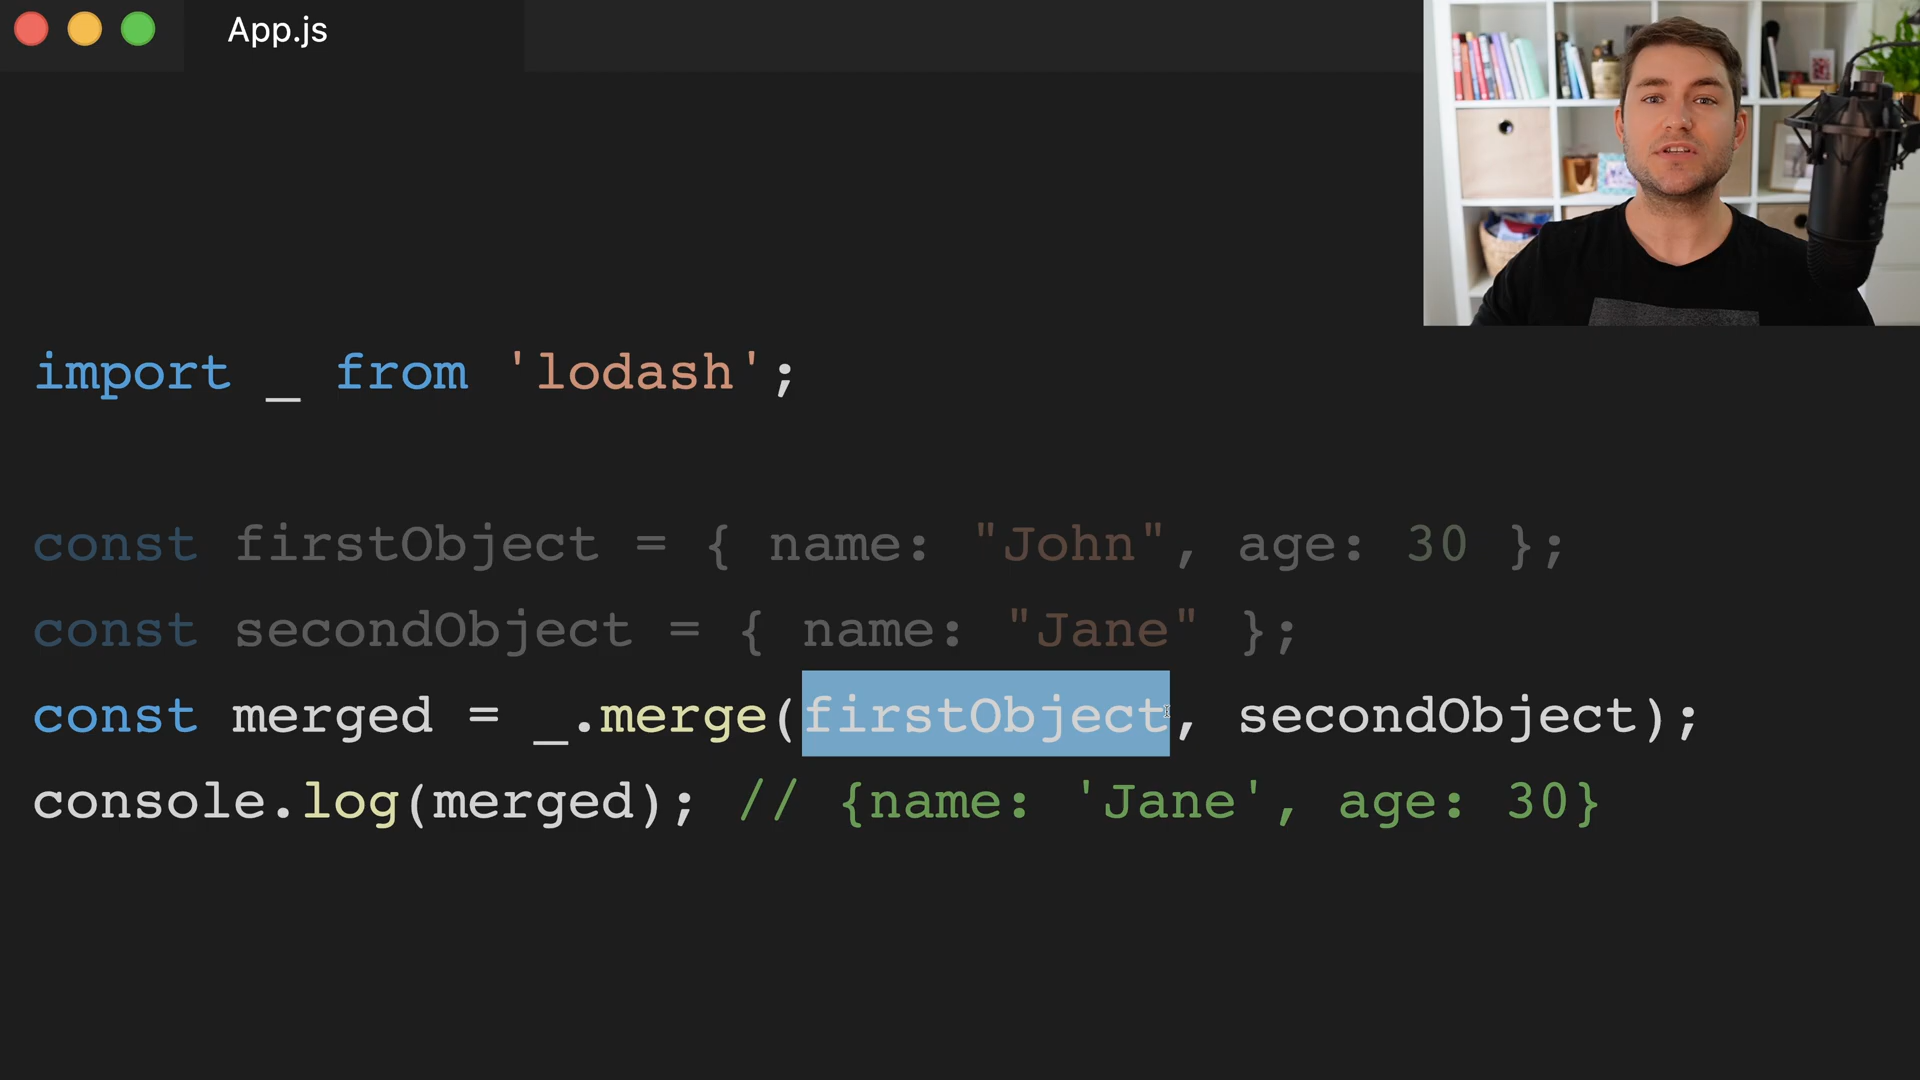 App.js
import _ from 'lodash';
const firstObject = { name: "John", age: 30 };
const secondObject = { name: "Jane" };
const merged = _.merge(firstObject, secondObject);
console.log(merged); // {name: 'Jane', age: 30}